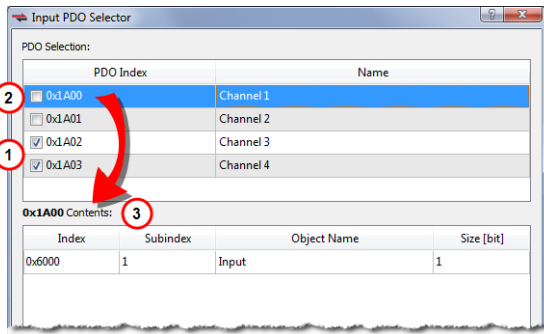 Input PDO Selector ? X
PDO Selection:
PDO Index Name
2 0x1A00 Channel 1
0x1A01 Channel 2
1 0x1A02 Channel 3
0x1A03 Channel 4
0x1A00 Contents: 3
Index Subindex Object Name Size [bit]
0x6000 1 Input 1